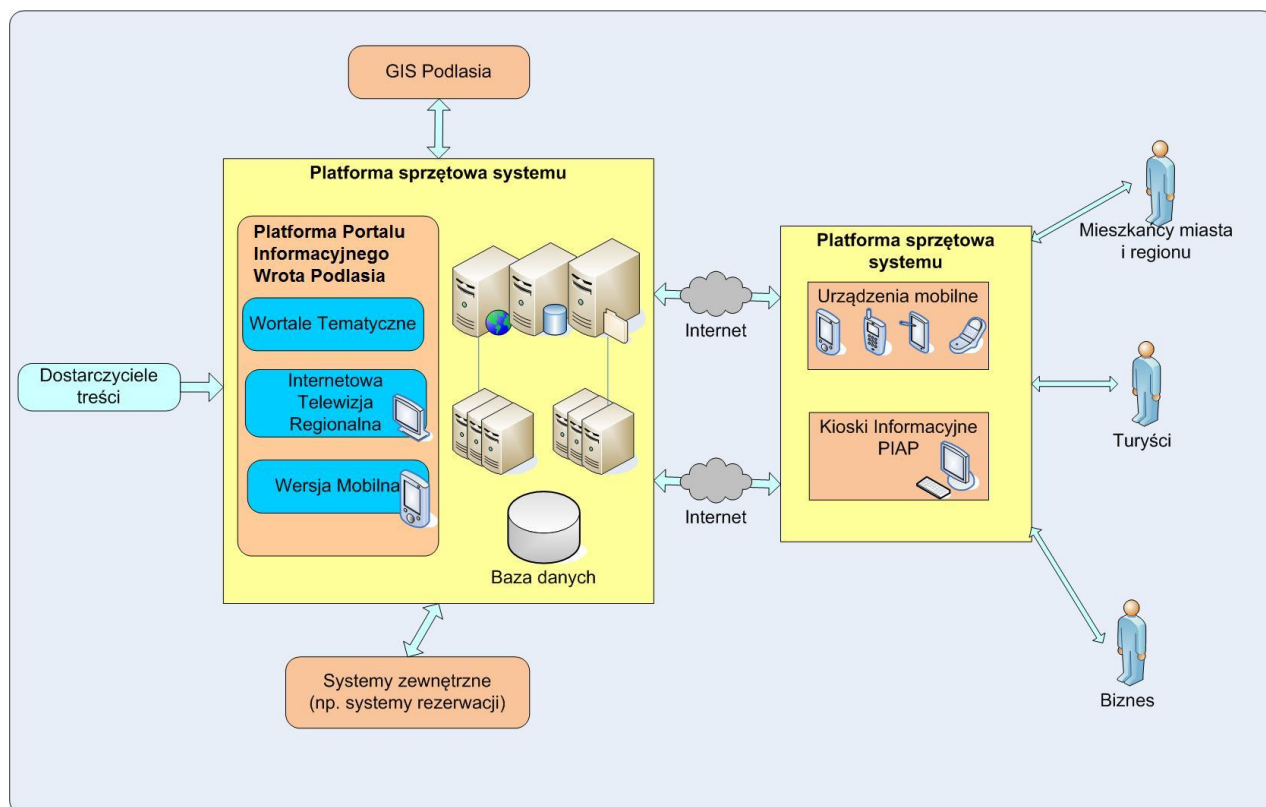 GIS Podlasia
Platforma sprzętowa systemu
Platforma Portalu
Informacyjnego
Wrota Podlasia
Wortale Tematyczne
Internetowa
Telewizja
Regionalna
Wersja Mobilna
Dostarczyciele
treści
Baza danych
Systemy zewnętrzne
(np. systemy rezerwacji)
Internet
Internet
Platforma sprzętowa
systemu
Urządzenia mobilne
Kioski Informacyjne
PIAP
Mieszkańcy miasta
i regionu
Turyści
Biznes